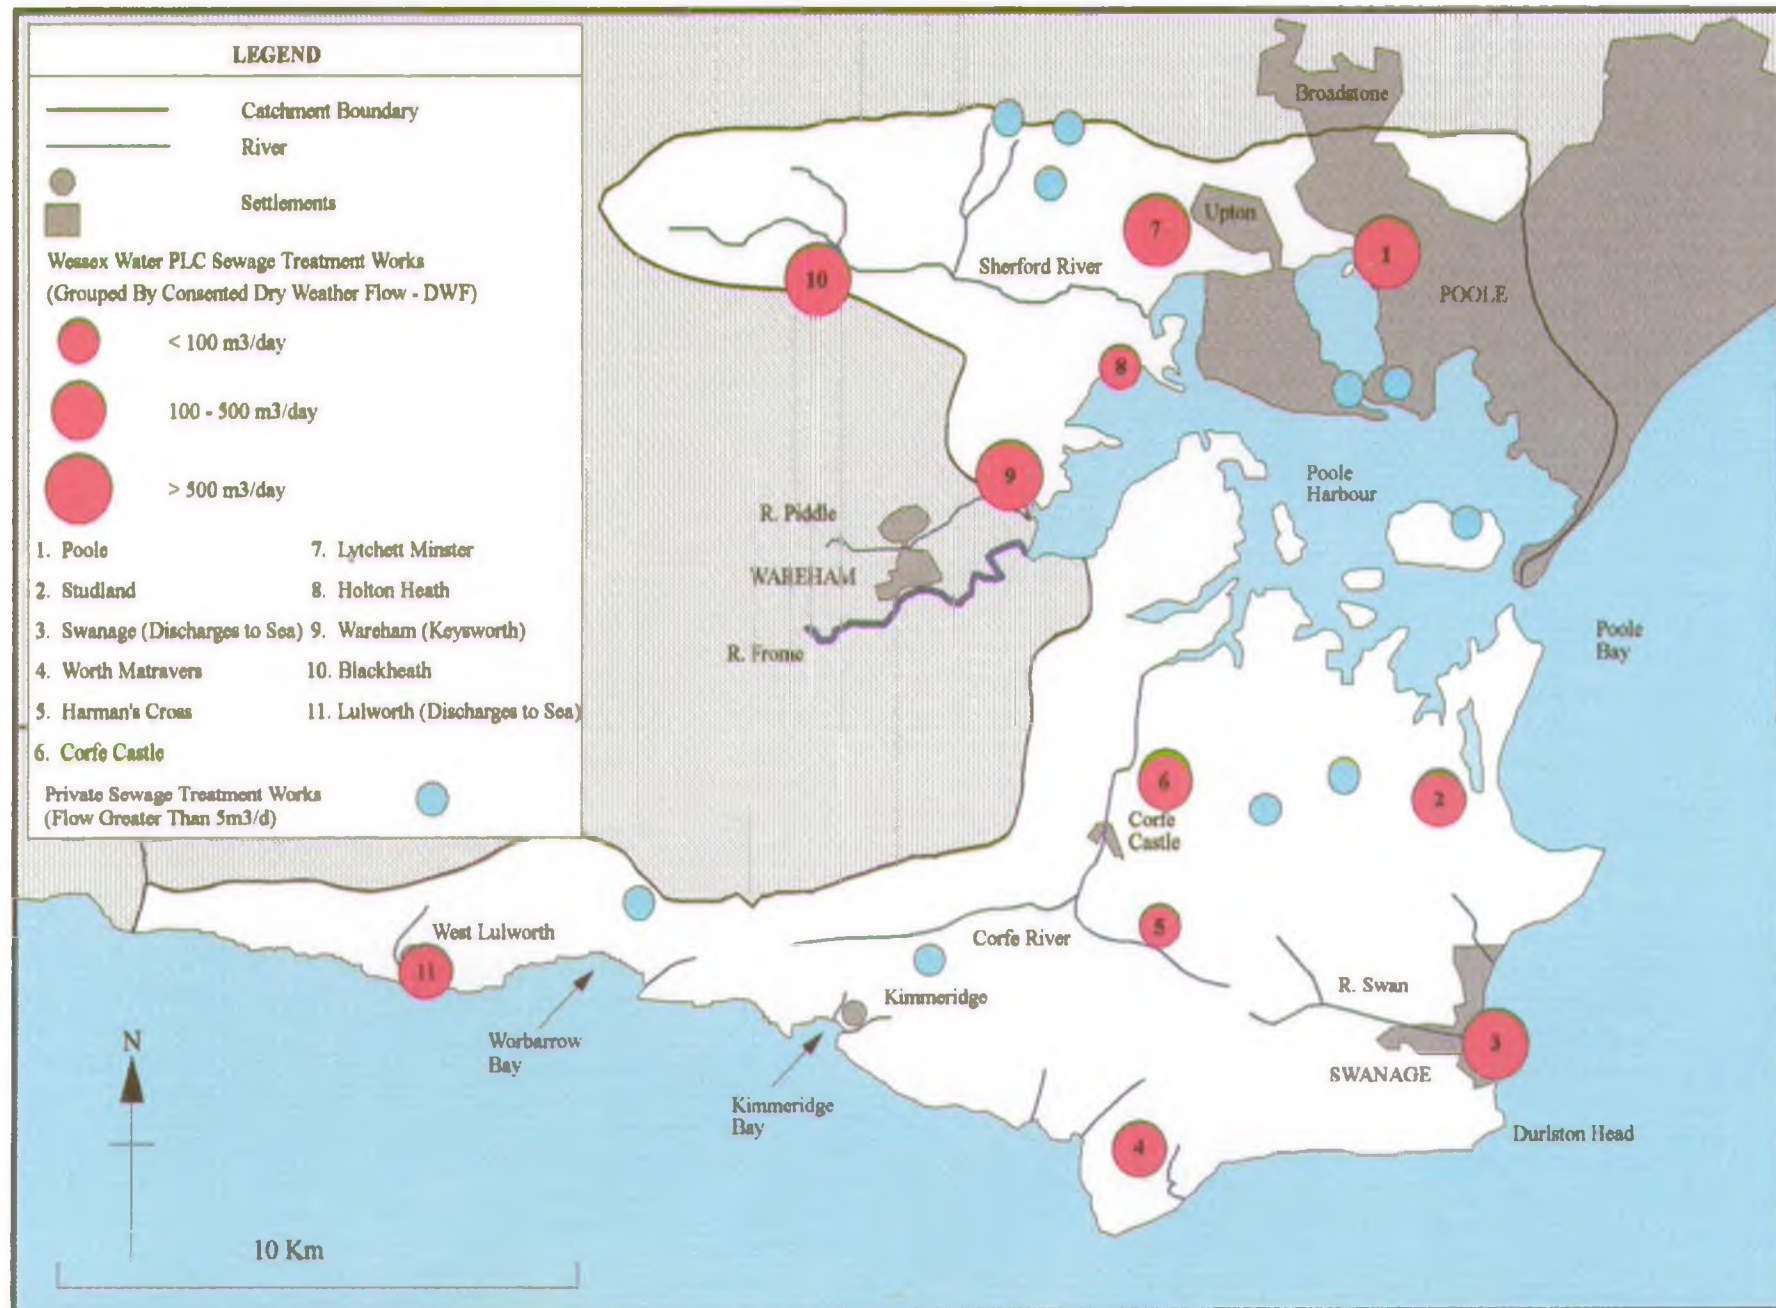 LEGEND
Catchment Boundary
River
Settlements
Wessex Water PLC Sewage Treatment Works
(Grouped By Consented Dry Weather Flow - DWF)
< 100 m3/day
100 - 500 m3/day
> 500 m3/day
1. Poole
2. Studland
3. Swanage (Discharges to Sea)
4. Worth Matravers
5. Harman's Cross
6. Corfe Castle
7. Lytchett Minster
8. Holton Heath
9. Wareham (Keysworth)
10. Blackheath
11. Lulworth (Discharges to Sea)
Private Sewage Treatment Works
(Flow Greater Than 5m3/d)
Broadstone
Upton
7
1
Sherford River
10
POOLE
8
9
Poole
Harbour
R. Piddle
WAREHAM
R. Frome
Poole
Bay
6
2
Corfe
Castle
5
West Lulworth
Corfe River
11
R. Swan
Kimmeridge
Worbarrow
Bay
3
SWANAGE
Kimmeridge
Bay
4
Durlston Head
N
10 Km